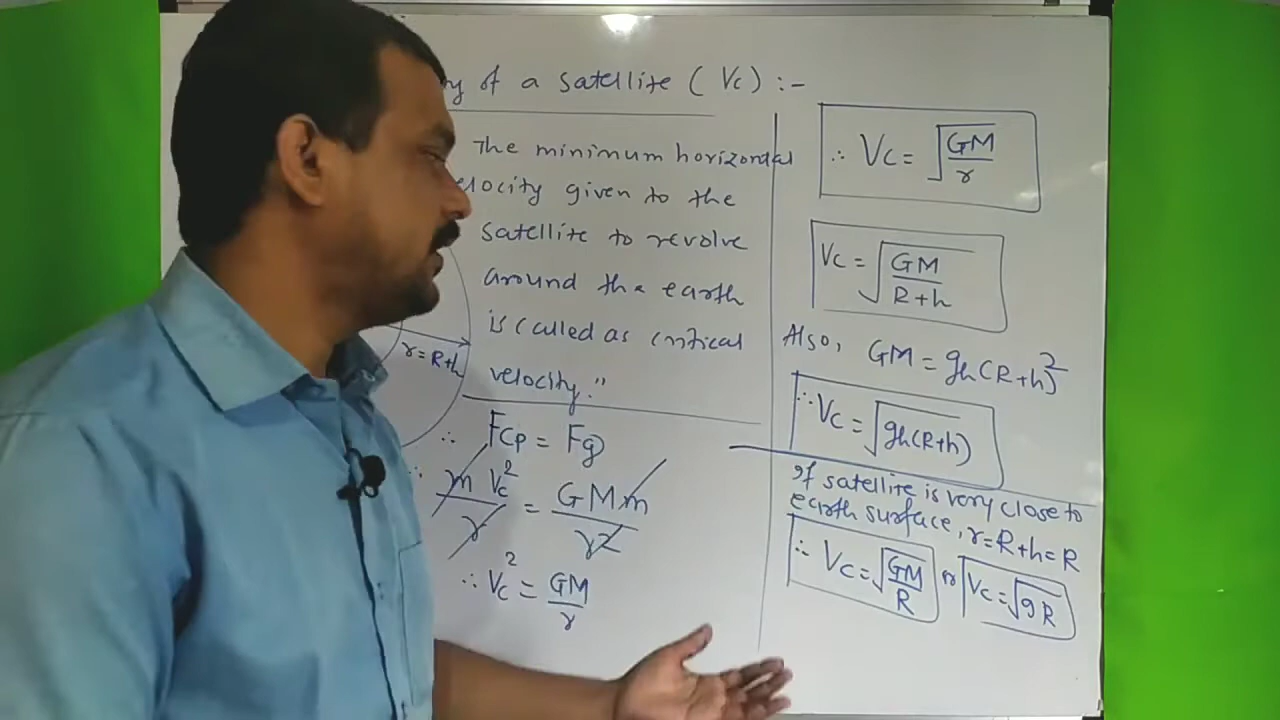 of a satellite ( Vc) :-
The minimum horizontal
elocity given to the
satellite to revolve
around the earth
is called as critical
velocity."
r=R+h
∴ Fcp = Fg
∴ m Vc² / r = GMm / r²
∴ Vc² = GM / r
∴ Vc = √(GM / r)
Vc = √(GM / R+h)
Also, GM = gh(R+h)²
∴ Vc = √gh(R+h)
If satellite is very close to
earth surface, r=R+h=R
∴ Vc = √(GM / R) or Vc = √gR